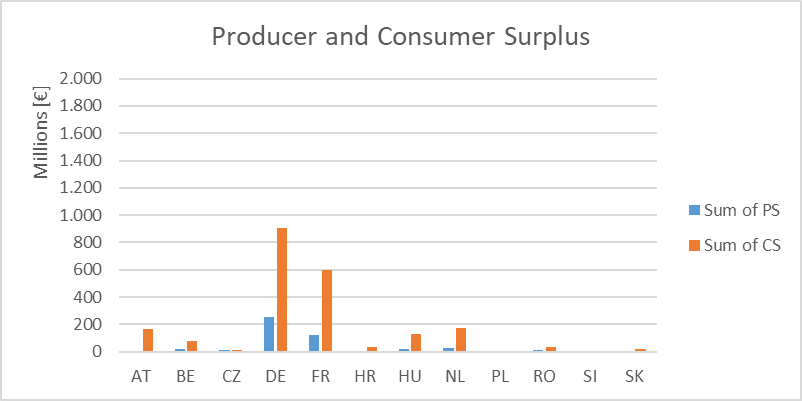 Producer and Consumer Surplus
Millions [€]
2.000
1.800
1.600
1.400
1.200
1.000
800
600
400
200
0
AT BE CZ DE FR HR HU NL PL RO SI SK
Sum of PS
Sum of CS